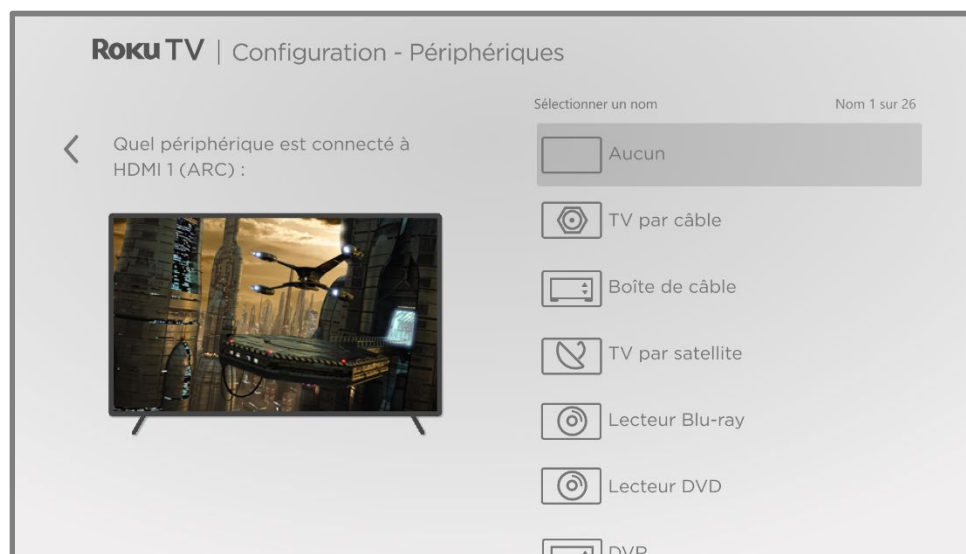 Roku TV | Configuration - Périphériques
Sélectionner un nom
Nom 1 sur 26
Quel périphérique est connecté à
HDMI 1 (ARC) :
Aucun
TV par câble
Boîte de câble
TV par satellite
Lecteur Blu-ray
Lecteur DVD
DVR